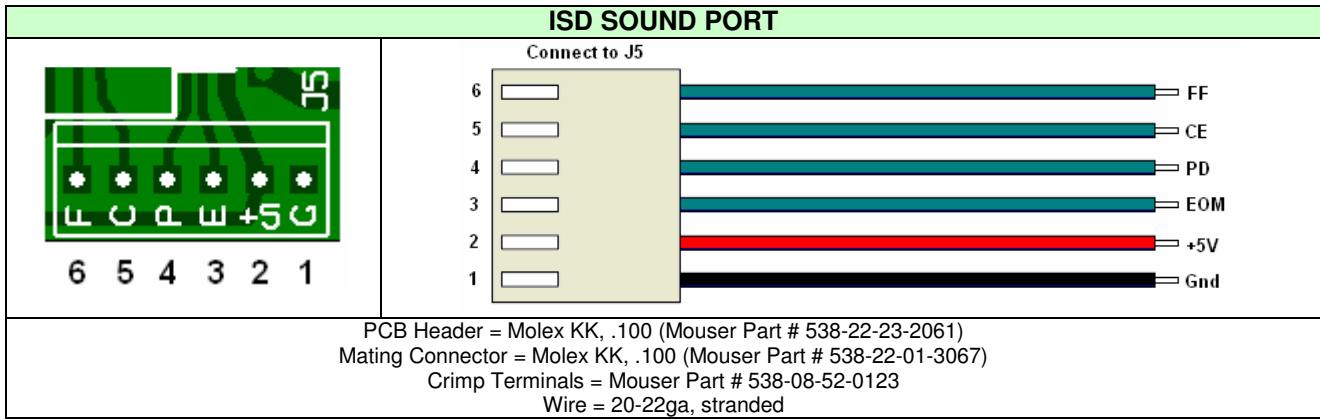 ISD SOUND PORT
J5
F C P E +5 G
6 5 4 3 2 1
Connect to J5
6 FF
5 CE
4 PD
3 EOM
2 +5V
1 Gnd
PCB Header = Molex KK, .100 (Mouser Part # 538-22-23-2061)
Mating Connector = Molex KK, .100 (Mouser Part # 538-22-01-3067)
Crimp Terminals = Mouser Part # 538-08-52-0123
Wire = 20-22ga, stranded